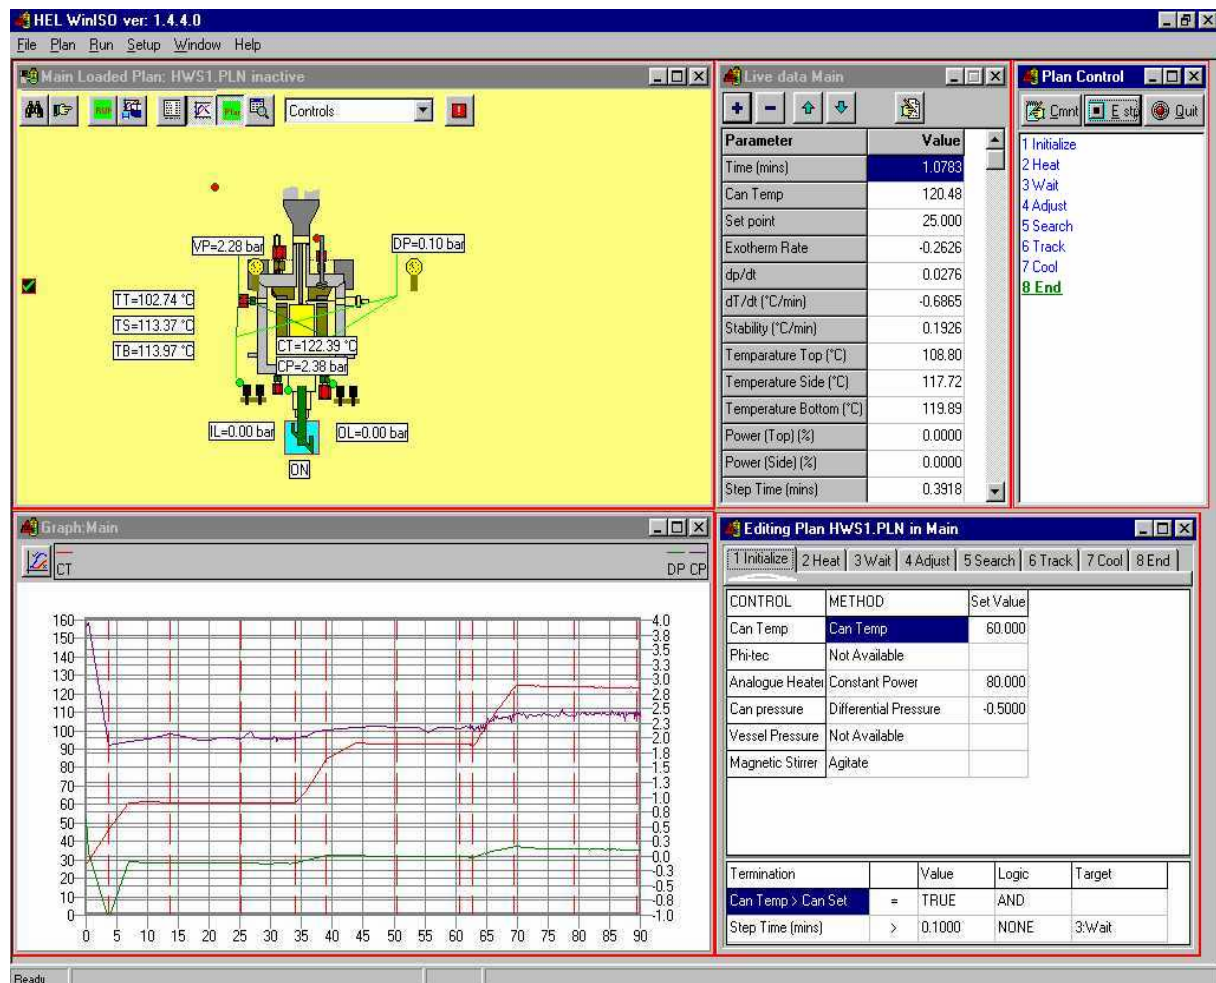 HEL WinISO ver: 1.4.4.0
File Plan Run Setup Window Help
Main Loaded Plan: HWS1.PLN inactive
RUN Plan Controls
VP=2.28 bar
DP=0.10 bar
TT=102.74 °C
TS=113.37 °C
TB=113.97 °C
CT=122.39 °C
CP=2.38 bar
IL=0.00 bar
OL=0.00 bar
ON
Live data Main
Parameter Value
Time (mins) 1.0783
Can Temp 120.48
Set point 25.000
Exotherm Rate -0.2626
dp/dt 0.0276
dT/dt (°C/min) -0.6865
Stability (°C/min) 0.1926
Temparature Top (°C) 108.80
Temperature Side (°C) 117.72
Temperature Bottom (°C) 119.89
Power (Top) (%) 0.0000
Power (Side) (%) 0.0000
Step Time (mins) 0.3918
Plan Control
Cmnt E stp Quit
1 Initialize
2 Heat
3 Wait
4 Adjust
5 Search
6 Track
7 Cool
8 End
Graph:Main
CT DP CP
160 4.0
150 3.8
140 3.5
130 3.3
120 3.0
110 2.8
100 2.5
90 2.3
80 2.0
70 1.8
60 1.5
50 1.3
40 1.0
30 0.8
20 0.5
10 0.3
0 0.0
-0.3
-0.5
-0.8
-1.0
0 5 10 15 20 25 30 35 40 45 50 55 60 65 70 75 80 85 90
Editing Plan HWS1.PLN in Main
1 Initialize 2 Heat 3 Wait 4 Adjust 5 Search 6 Track 7 Cool 8 End
CONTROL METHOD Set Value
Can Temp Can Temp 60.000
Phi-tec Not Available
Analogue Heater Constant Power 80.000
Can pressure Differential Pressure -0.5000
Vessel Pressure Not Available
Magnetic Stirrer Agitate
Termination Value Logic Target
Can Temp > Can Set = TRUE AND
Step Time (mins) > 0.1000 NONE 3:Wait
Ready